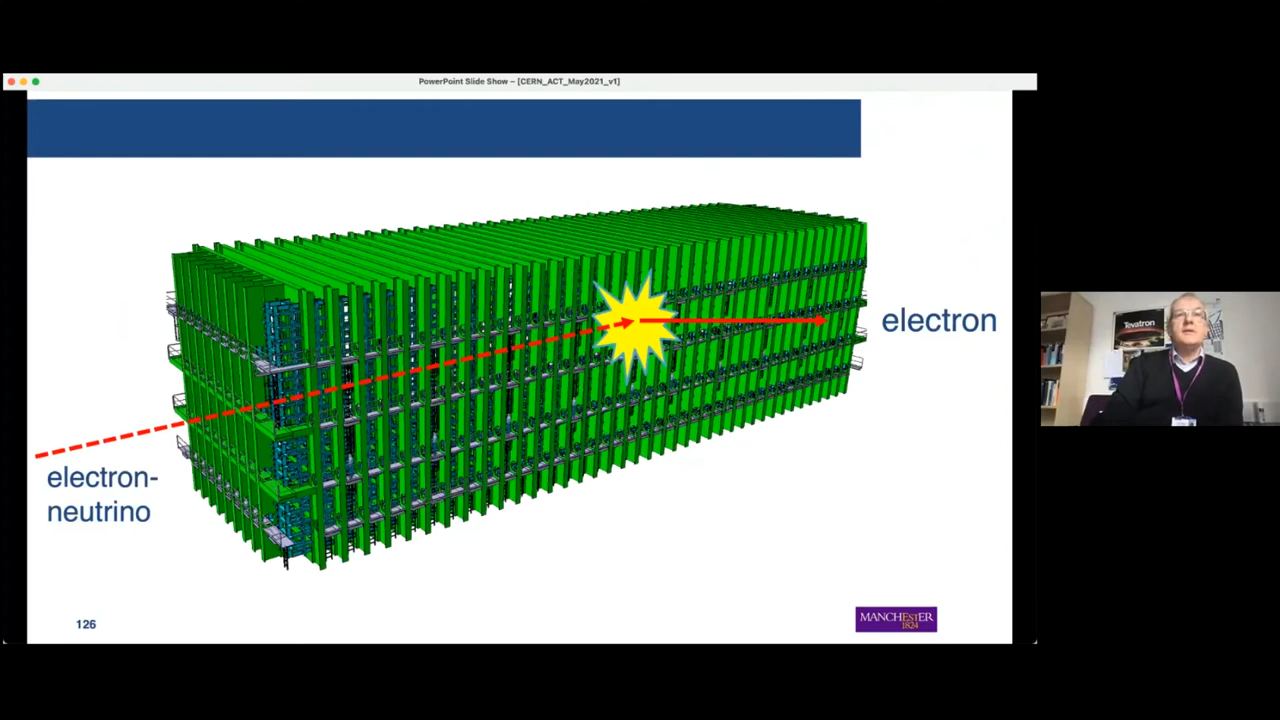 PowerPoint Slide Show – [CERN_ACT_May2021_v1]
electron
Tevatron
electron-
neutrino
126
MANCHESTER
1824